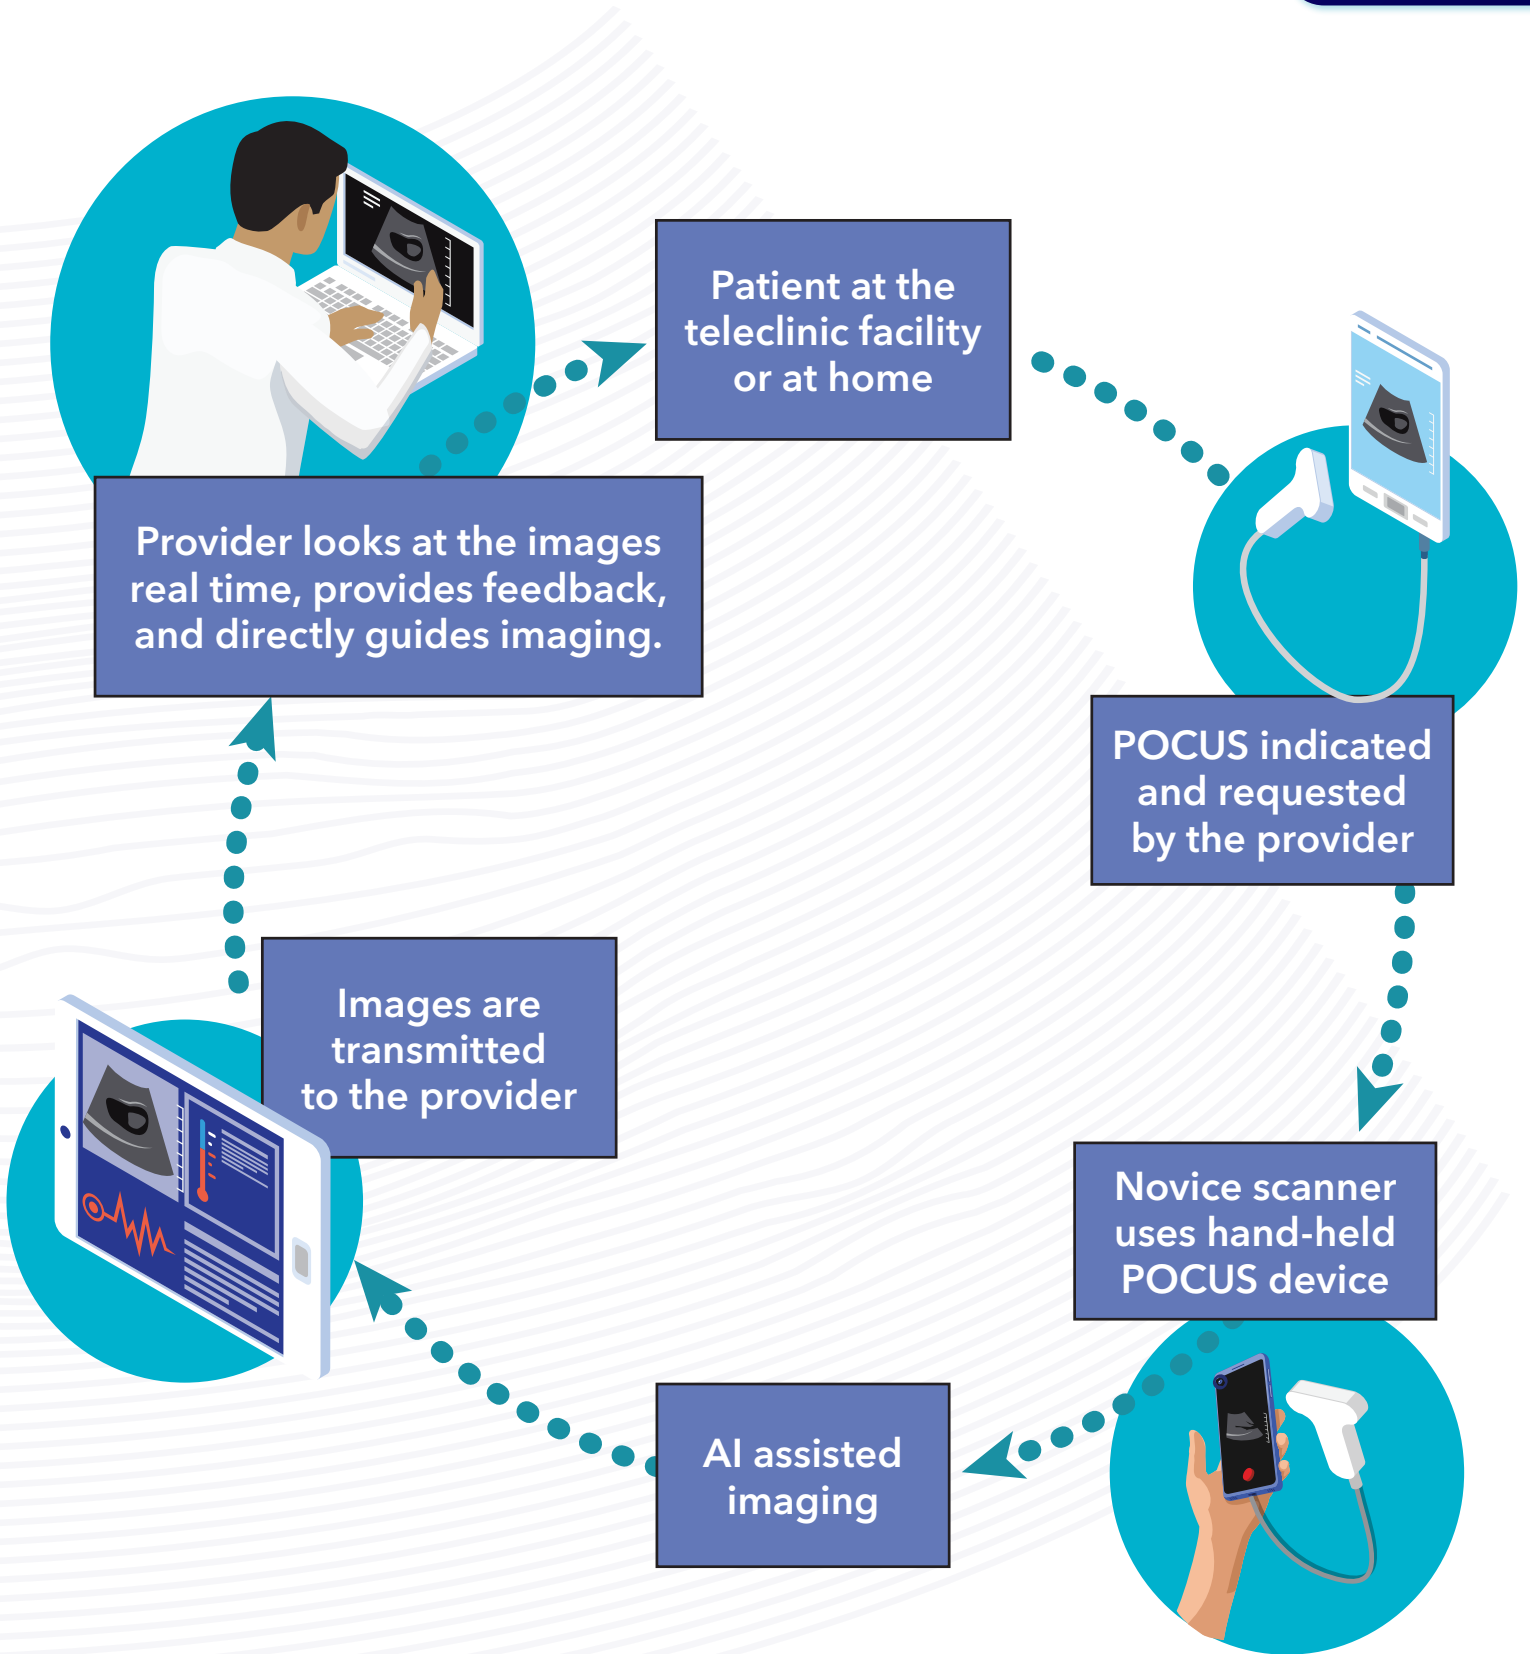 Patient at the
teleclinic facility
or at home
POCUS indicated
and requested
by the provider
Novice scanner
uses hand-held
POCUS device
AI assisted
imaging
Images are
transmitted
to the provider
Provider looks at the images
real time, provides feedback,
and directly guides imaging.